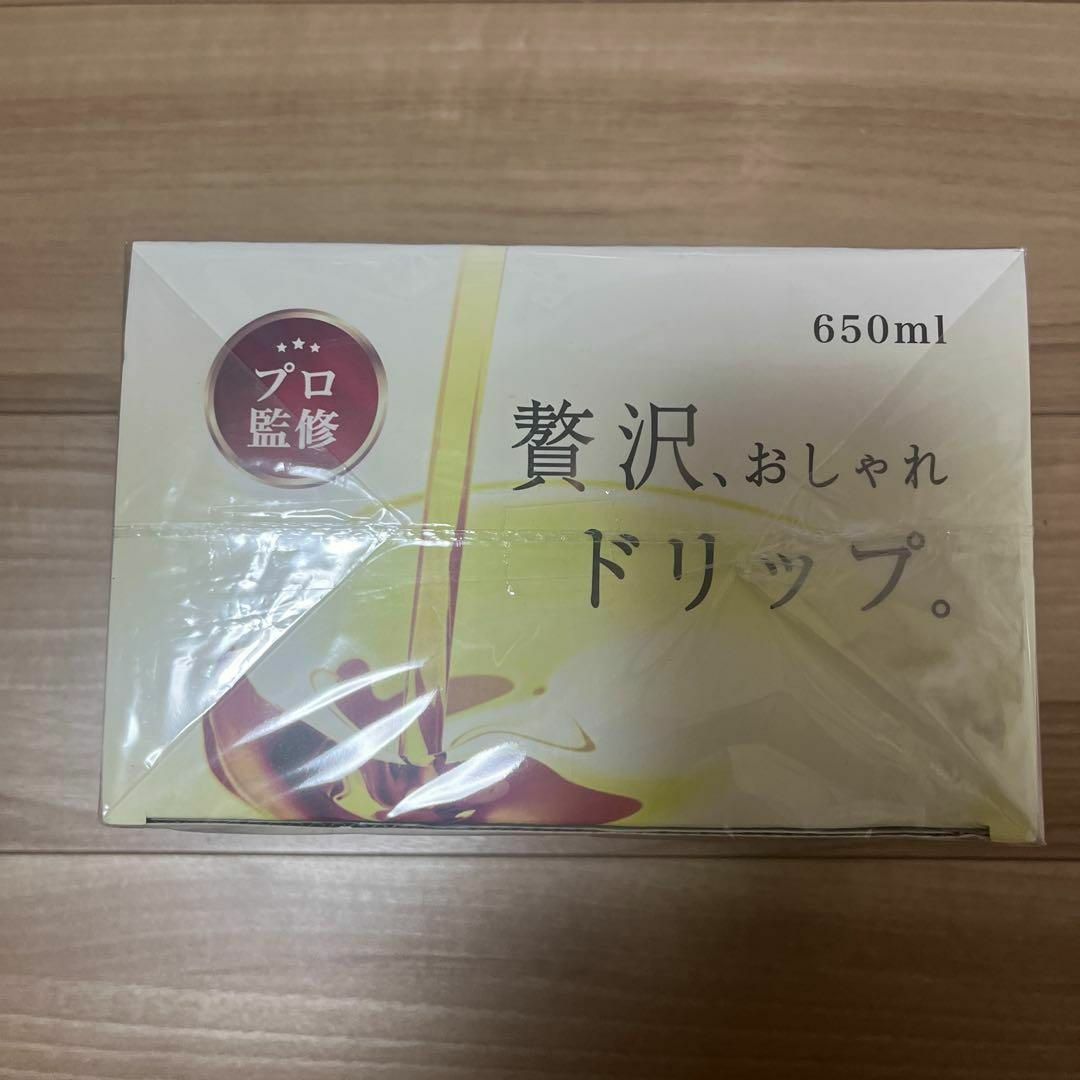 プロ
監修
650ml
贅沢、おしゃれ
ドリップ。